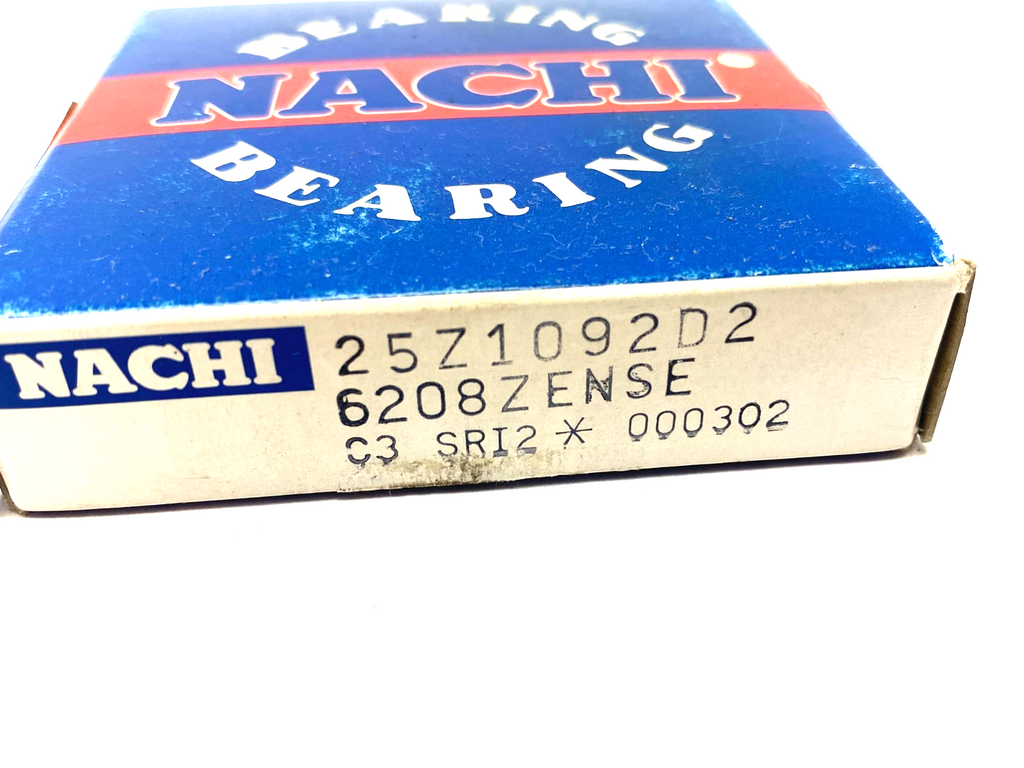 BEARING
NACHI
BEARING
NACHI
25Z1092D2
6208ZENSE
C3 SRI2 * 000302